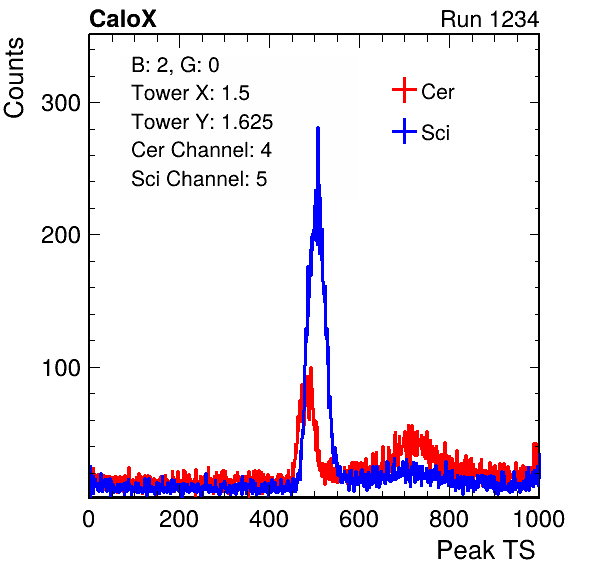 CaloX Run 1234
Counts
B: 2, G: 0
Tower X: 1.5
Tower Y: 1.625
Cer Channel: 4
Sci Channel: 5
Cer
Sci
300
200
100
0 200 400 600 800 1000
Peak TS